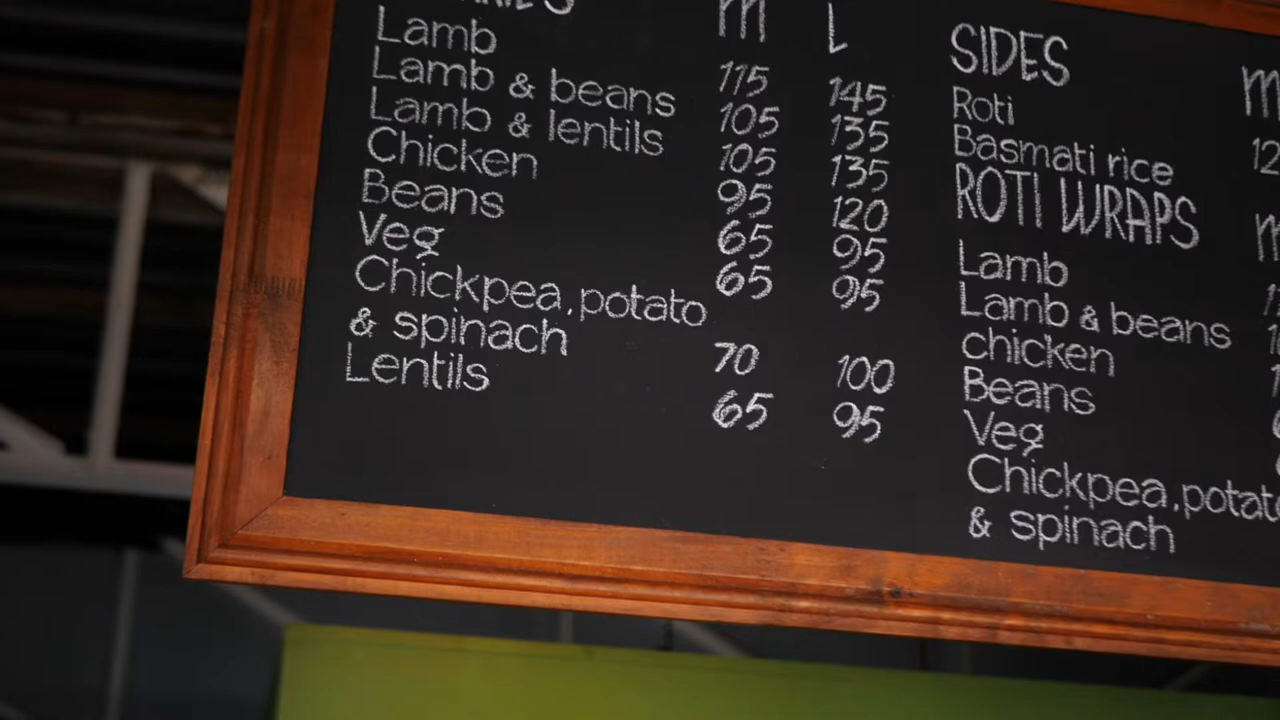 m L
Lamb 115 145
Lamb & beans 105 135
Lamb & lentils 105 135
Chicken 95 120
Beans 65 95
Veg 65 95
Chickpea, potato
& spinach 70 100
Lentils 65 95
SIDES m
Roti
Basmati rice
ROTI WRAPS m
Lamb
Lamb & beans
chicken
Beans
Veg
Chickpea, potato
& spinach